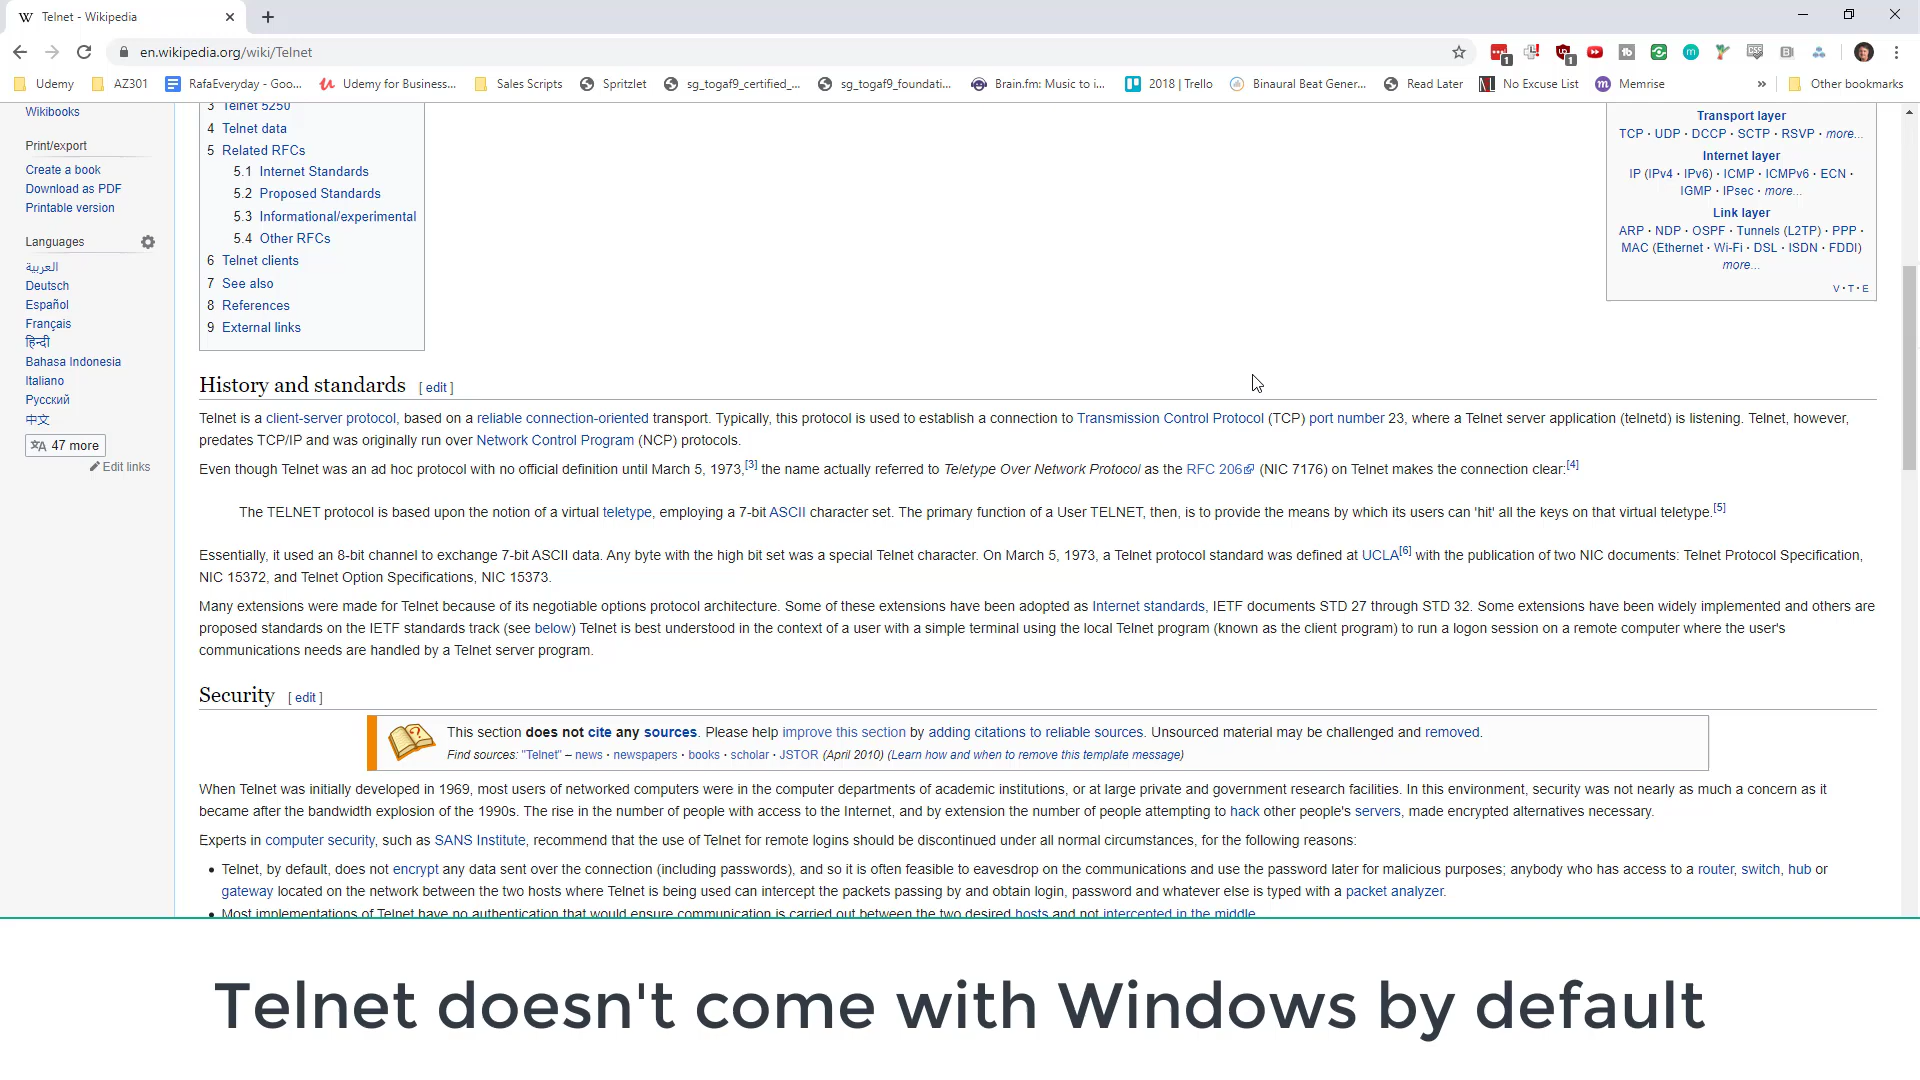 Telnet - Wikipedia
en.wikipedia.org/wiki/Telnet
Udemy AZ301 RafaEveryday - Goo... Udemy for Business... Sales Scripts Spritzlet sg_togaf9_certified_... sg_togaf9_foundati... Brain.fm: Music to i... 2018 | Trello Binaural Beat Gener... Read Later No Excuse List Memrise » Other bookmarks
Wikibooks
Print/export
Create a book
Download as PDF
Printable version
Languages
العربية
Deutsch
Español
Français
हिन्दी
Bahasa Indonesia
Italiano
Русский
中文
47 more
Edit links
3 Telnet 5250
4 Telnet data
5 Related RFCs
5.1 Internet Standards
5.2 Proposed Standards
5.3 Informational/experimental
5.4 Other RFCs
6 Telnet clients
7 See also
8 References
9 External links
Transport layer
TCP · UDP · DCCP · SCTP · RSVP · more...
Internet layer
IP (IPv4 · IPv6) · ICMP · ICMPv6 · ECN ·
IGMP · IPsec · more...
Link layer
ARP · NDP · OSPF · Tunnels (L2TP) · PPP ·
MAC (Ethernet · Wi-Fi · DSL · ISDN · FDDI)
more...
V · T · E
History and standards [ edit ]
Telnet is a client-server protocol, based on a reliable connection-oriented transport. Typically, this protocol is used to establish a connection to Transmission Control Protocol (TCP) port number 23, where a Telnet server application (telnetd) is listening. Telnet, however,
predates TCP/IP and was originally run over Network Control Program (NCP) protocols.
Even though Telnet was an ad hoc protocol with no official definition until March 5, 1973,[3] the name actually referred to Teletype Over Network Protocol as the RFC 206 (NIC 7176) on Telnet makes the connection clear:[4]
The TELNET protocol is based upon the notion of a virtual teletype, employing a 7-bit ASCII character set. The primary function of a User TELNET, then, is to provide the means by which its users can 'hit' all the keys on that virtual teletype.[5]
Essentially, it used an 8-bit channel to exchange 7-bit ASCII data. Any byte with the high bit set was a special Telnet character. On March 5, 1973, a Telnet protocol standard was defined at UCLA[6] with the publication of two NIC documents: Telnet Protocol Specification,
NIC 15372, and Telnet Option Specifications, NIC 15373.
Many extensions were made for Telnet because of its negotiable options protocol architecture. Some of these extensions have been adopted as Internet standards, IETF documents STD 27 through STD 32. Some extensions have been widely implemented and others are
proposed standards on the IETF standards track (see below) Telnet is best understood in the context of a user with a simple terminal using the local Telnet program (known as the client program) to run a logon session on a remote computer where the user's
communications needs are handled by a Telnet server program.
Security [ edit ]
This section does not cite any sources. Please help improve this section by adding citations to reliable sources. Unsourced material may be challenged and removed.
Find sources: "Telnet" – news · newspapers · books · scholar · JSTOR (April 2010) (Learn how and when to remove this template message)
When Telnet was initially developed in 1969, most users of networked computers were in the computer departments of academic institutions, or at large private and government research facilities. In this environment, security was not nearly as much a concern as it
became after the bandwidth explosion of the 1990s. The rise in the number of people with access to the Internet, and by extension the number of people attempting to hack other people's servers, made encrypted alternatives necessary.
Experts in computer security, such as SANS Institute, recommend that the use of Telnet for remote logins should be discontinued under all normal circumstances, for the following reasons:
• Telnet, by default, does not encrypt any data sent over the connection (including passwords), and so it is often feasible to eavesdrop on the communications and use the password later for malicious purposes; anybody who has access to a router, switch, hub or
gateway located on the network between the two hosts where Telnet is being used can intercept the packets passing by and obtain login, password and whatever else is typed with a packet analyzer.
• Most implementations of Telnet have no authentication that would ensure communication is carried out between the two desired hosts and not intercepted in the middle.
Telnet doesn't come with Windows by default